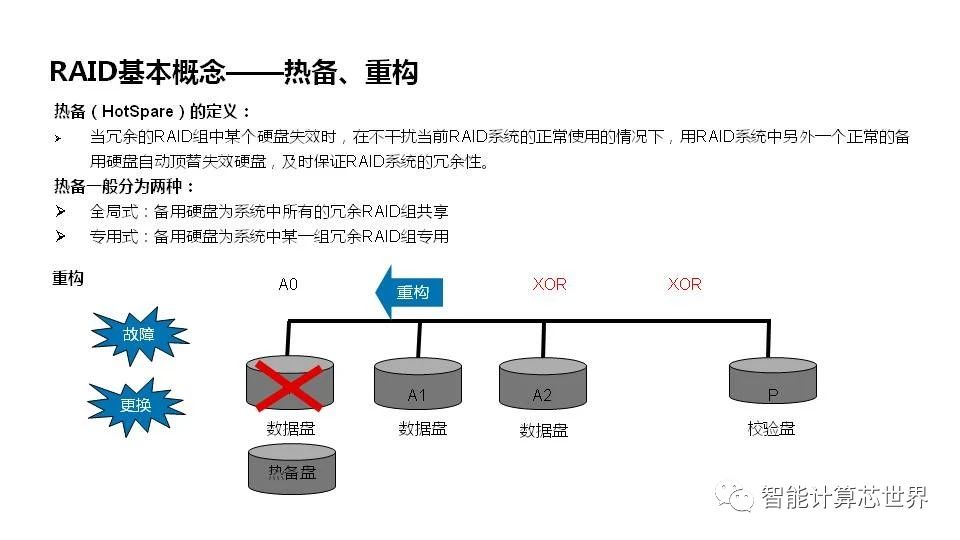 RAID基本概念——热备、重构
热备（HotSpare）的定义：
当冗余的RAID组中某个硬盘失效时，在不干扰当前RAID系统的正常使用的情况下，用RAID系统中另外一个正常的备
用硬盘自动顶替失效硬盘，及时保证RAID系统的冗余性。
热备一般分为两种：
全局式：备用硬盘为系统中所有的冗余RAID组共享
专用式：备用硬盘为系统中某一组冗余RAID组专用
重构
A0
重构
XOR
XOR
故障
更换
A1
A2
P
数据盘
数据盘
数据盘
校验盘
热备盘
智能计算芯世界